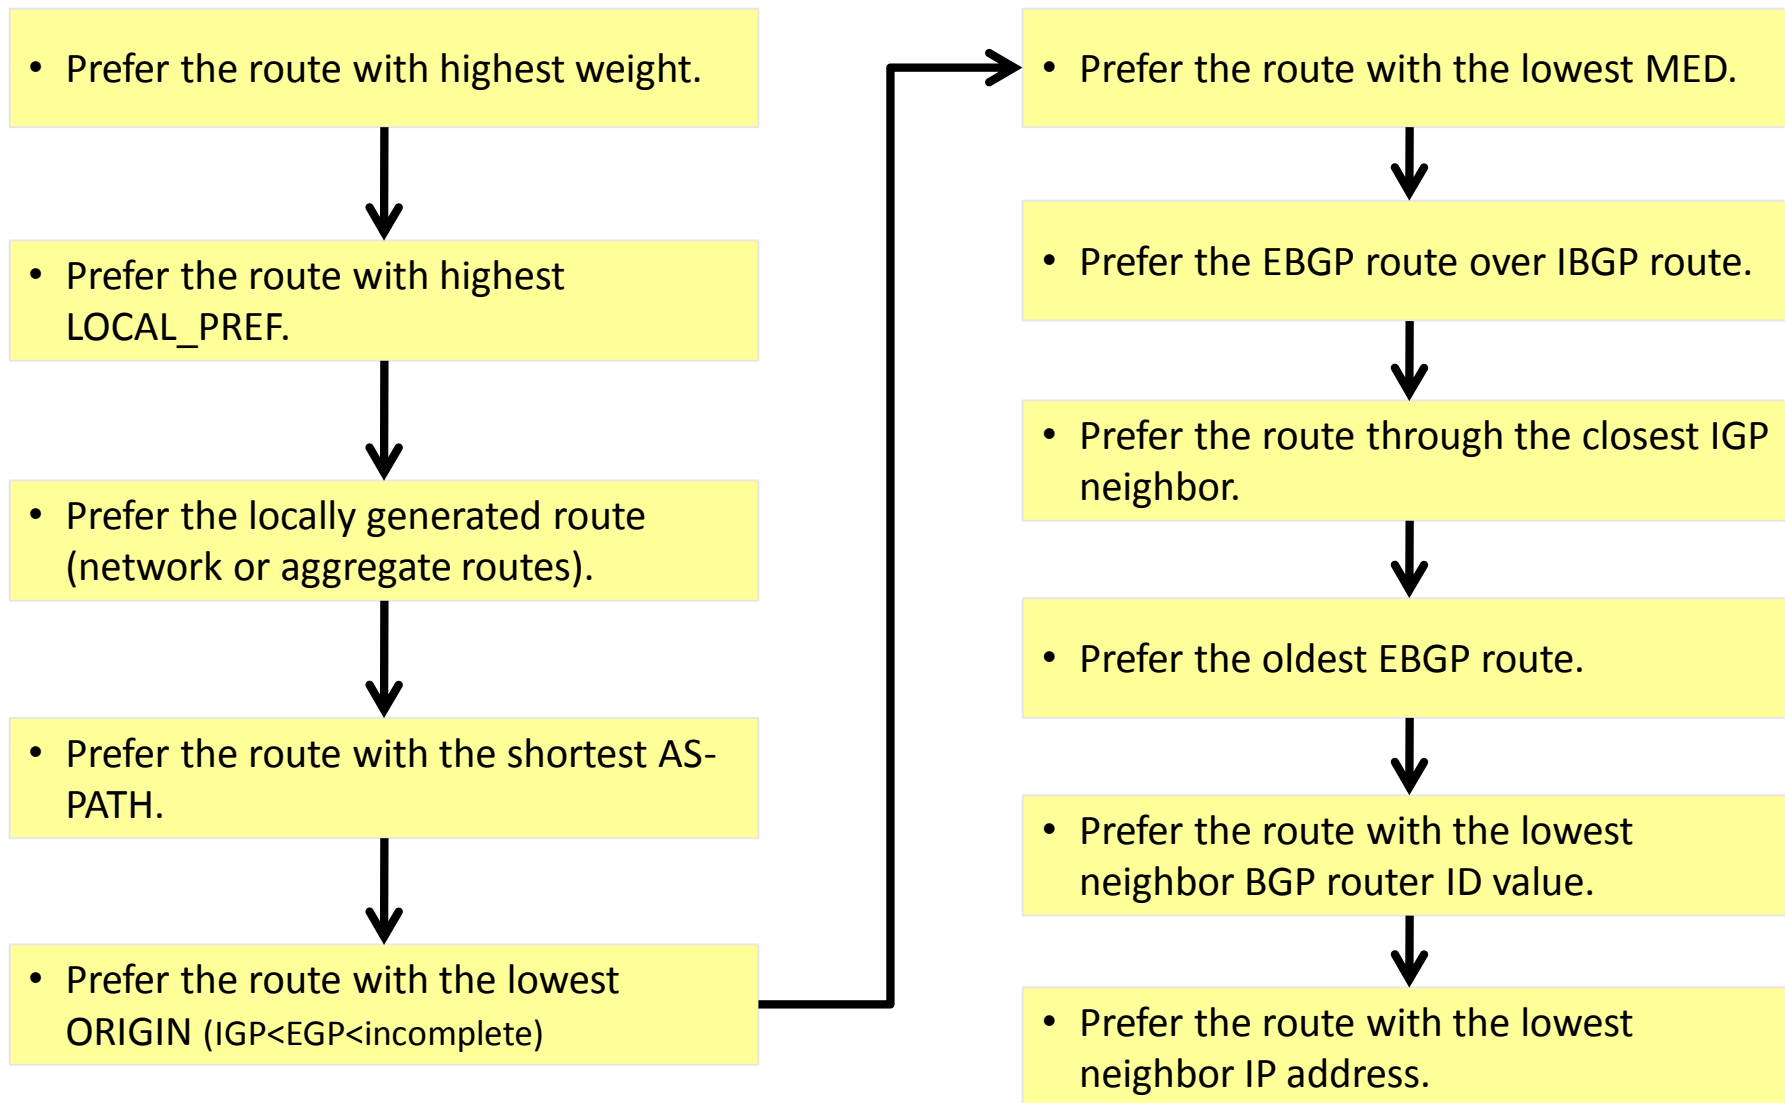 • Prefer the route with highest weight.
• Prefer the route with highest
LOCAL_PREF.
• Prefer the locally generated route
(network or aggregate routes).
• Prefer the route with the shortest AS-
PATH.
• Prefer the route with the lowest
ORIGIN (IGP<EGP<incomplete)
• Prefer the route with the lowest MED.
• Prefer the EBGP route over IBGP route.
• Prefer the route through the closest IGP
neighbor.
• Prefer the oldest EBGP route.
• Prefer the route with the lowest
neighbor BGP router ID value.
• Prefer the route with the lowest
neighbor IP address.